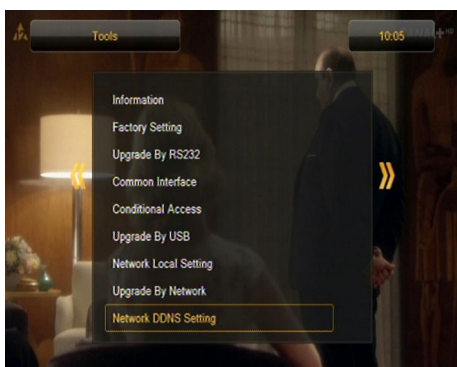 Tools
10:05
Information
Factory Setting
Upgrade By RS232
Common Interface
Conditional Access
Upgrade By USB
Network Local Setting
Upgrade By Network
Network DDNS Setting